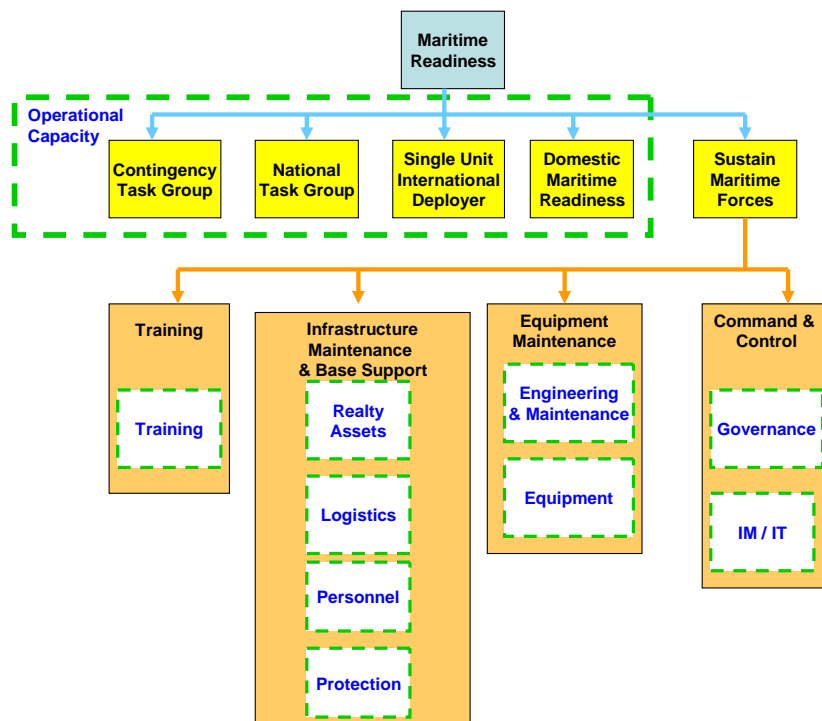 Maritime
Readiness
Operational
Capacity
Contingency
Task Group
National
Task Group
Single Unit
International
Deployer
Domestic
Maritime
Readiness
Sustain
Maritime
Forces
Training
Training
Infrastructure
Maintenance
& Base Support
Realty
Assets
Logistics
Personnel
Protection
Equipment
Maintenance
Engineering
& Maintenance
Equipment
Command &
Control
Governance
IM / IT